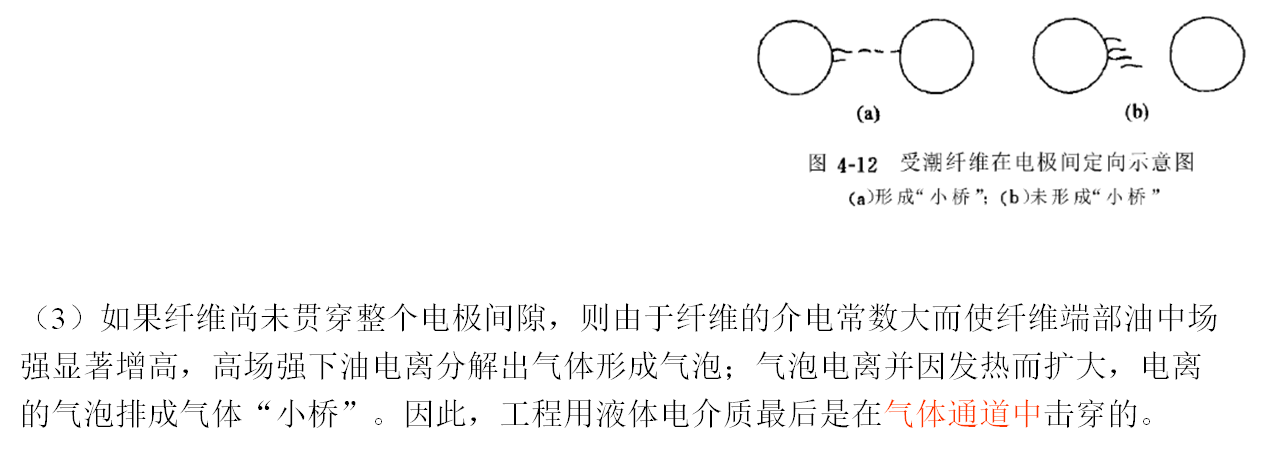 (a)
(b)
图 4-12 受潮纤维在电极间定向示意图
(a)形成“小桥”；(b)未形成“小桥”
（3）如果纤维尚未贯穿整个电极间隙，则由于纤维的介电常数大而使纤维端部油中场
强显著增高，高场强下油电离分解出气体形成气泡；气泡电离并因发热而扩大，电离
的气泡排成气体“小桥”。因此，工程用液体电介质最后是在气体通道中击穿的。